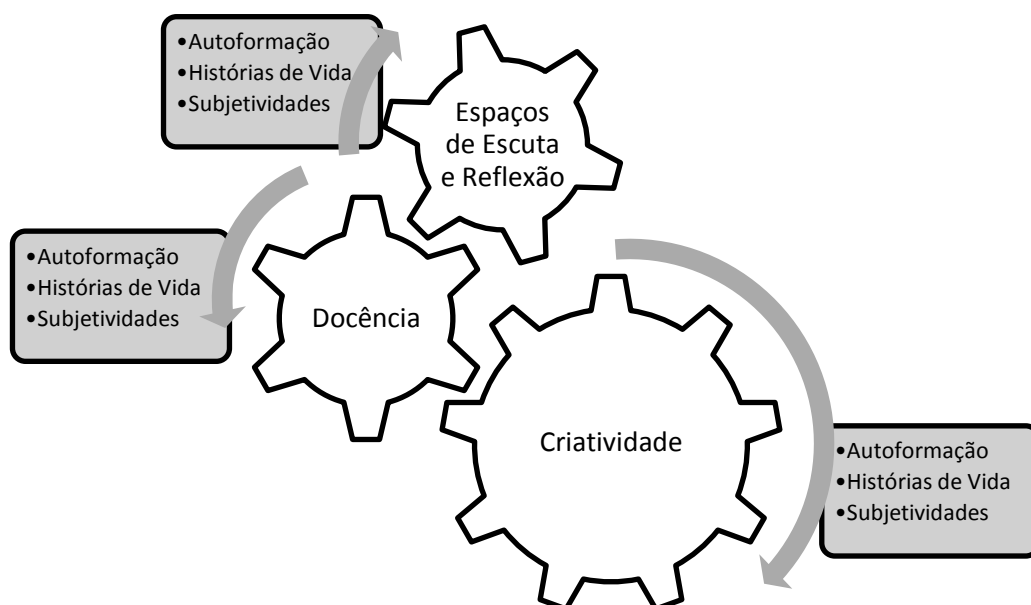 •Autoformação
•Histórias de Vida
•Subjetividades
Espaços
de Escuta
e Reflexão
•Autoformação
•Histórias de Vida
•Subjetividades
Docência
Criatividade
•Autoformação
•Histórias de Vida
•Subjetividades